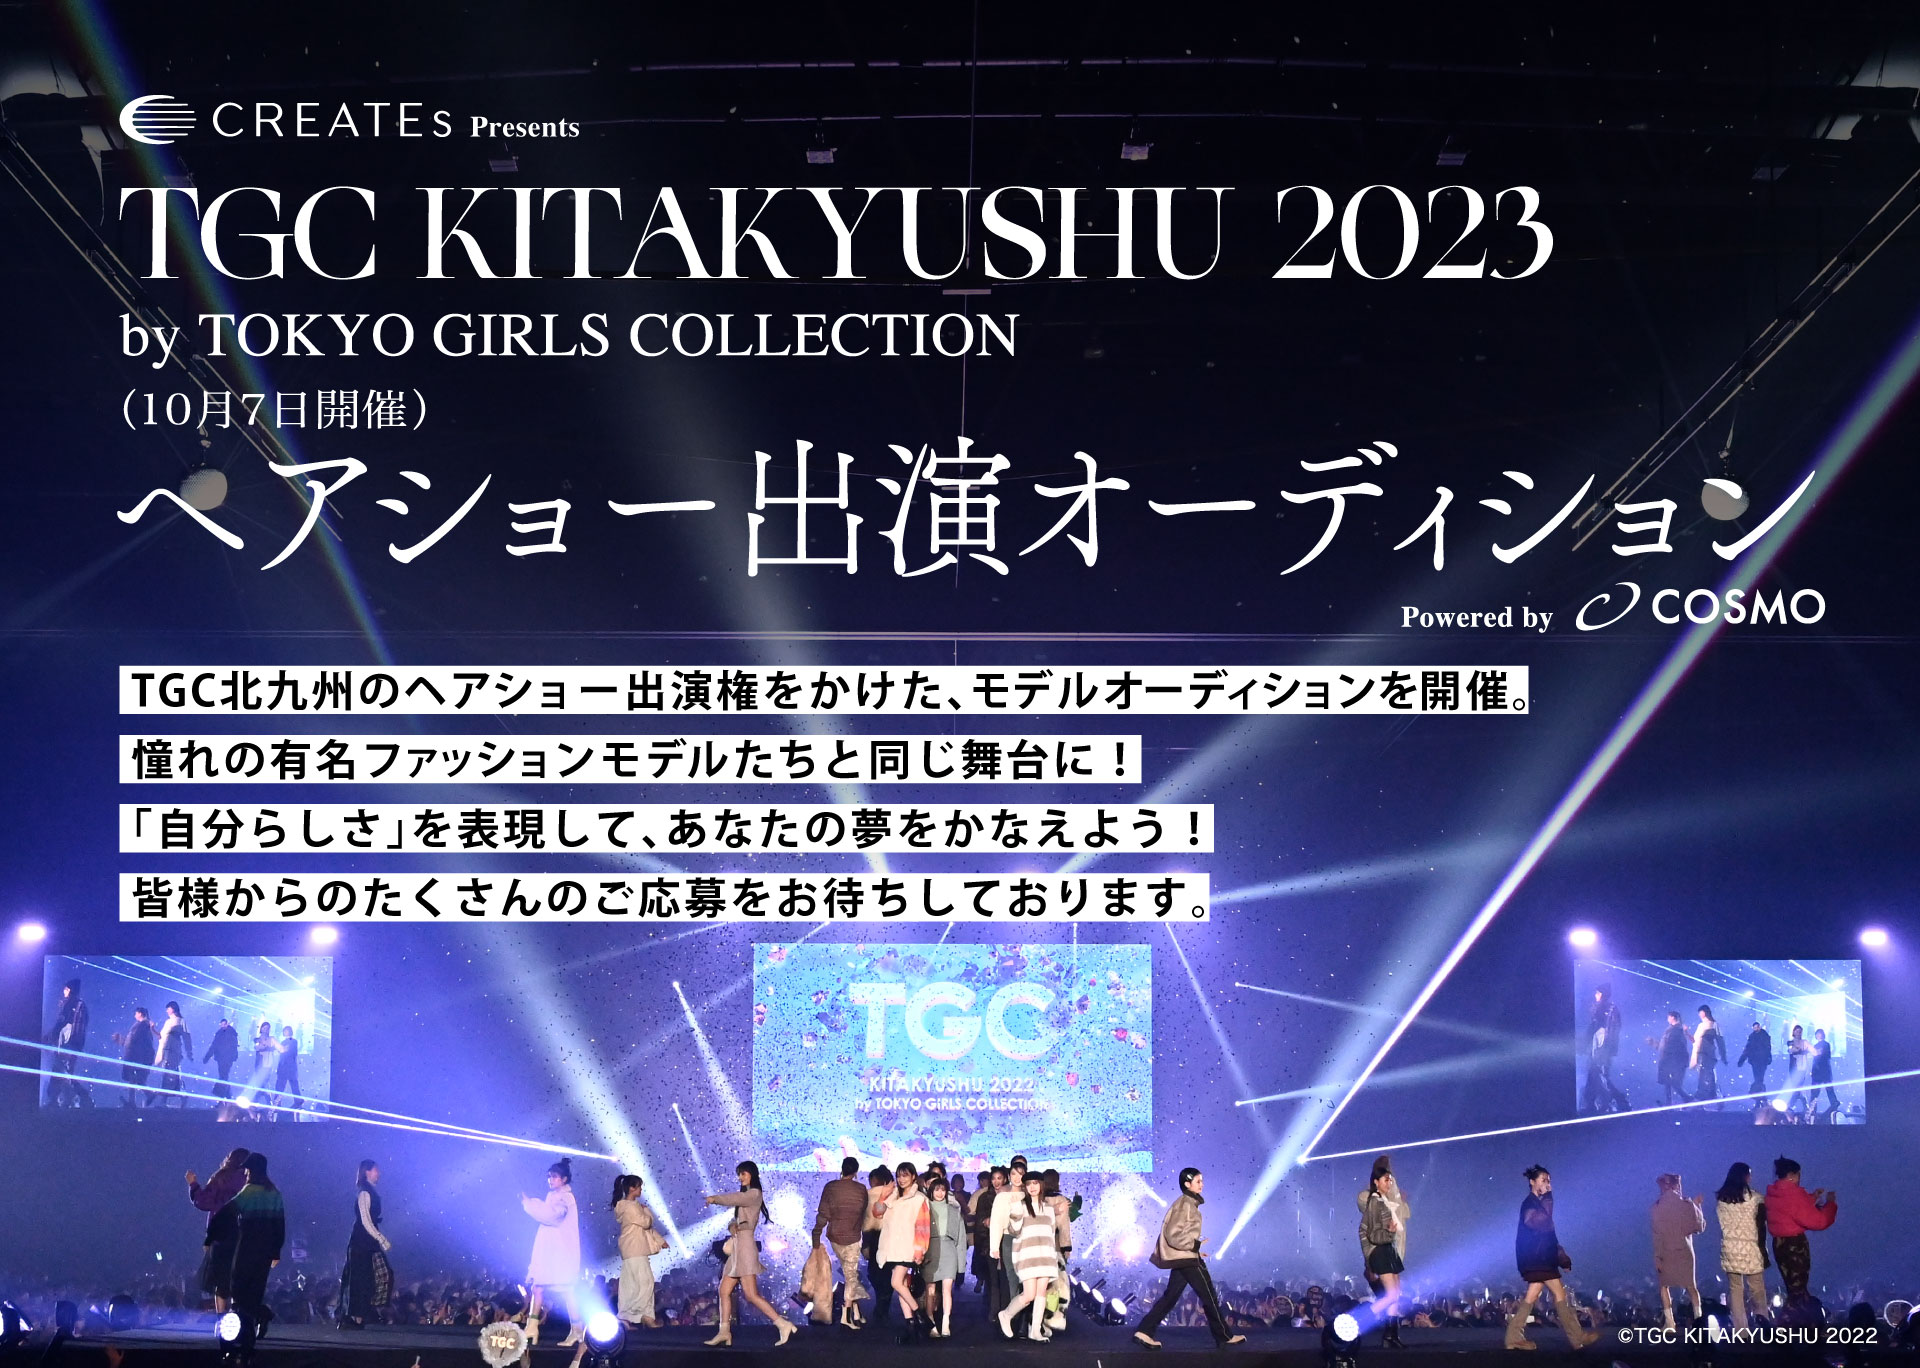 CREATEs Presents
TGC KITAKYUSHU 2023
by TOKYO GIRLS COLLECTION
(10月7日開催)
ヘアショー出演オーディション
Powered by COSMO
TGC北九州のヘアショー出演権をかけた、モデルオーディションを開催。
憧れの有名ファッションモデルたちと同じ舞台に！
「自分らしさ」を表現して、あなたの夢をかなえよう！
皆様からのたくさんのご応募をお待ちしております。
TGC
KITAKYUSHU 2022
by TOKYO GIRLS COLLECTION
TGC
©TGC KITAKYUSHU 2022